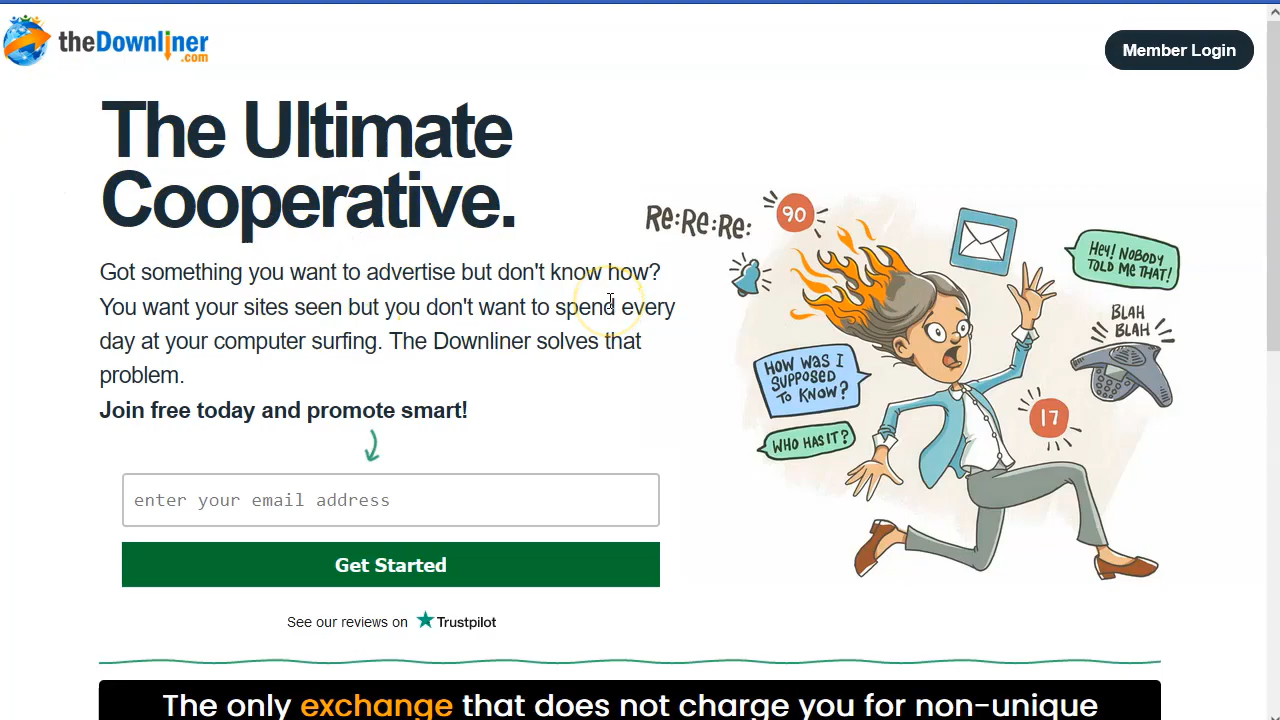 theDownliner
.com
Member Login
The Ultimate
Cooperative.
Got something you want to advertise but don't know how?
You want your sites seen but you don't want to spend every
day at your computer surfing. The Downliner solves that
problem.
Join free today and promote smart!
enter your email address
Get Started
See our reviews on Trustpilot
Re:Re:Re:
90
Hey! Nobody
told me that!
Blah
Blah
How was I
supposed
to know?
17
Who has it?
The only exchange that does not charge you for non-unique